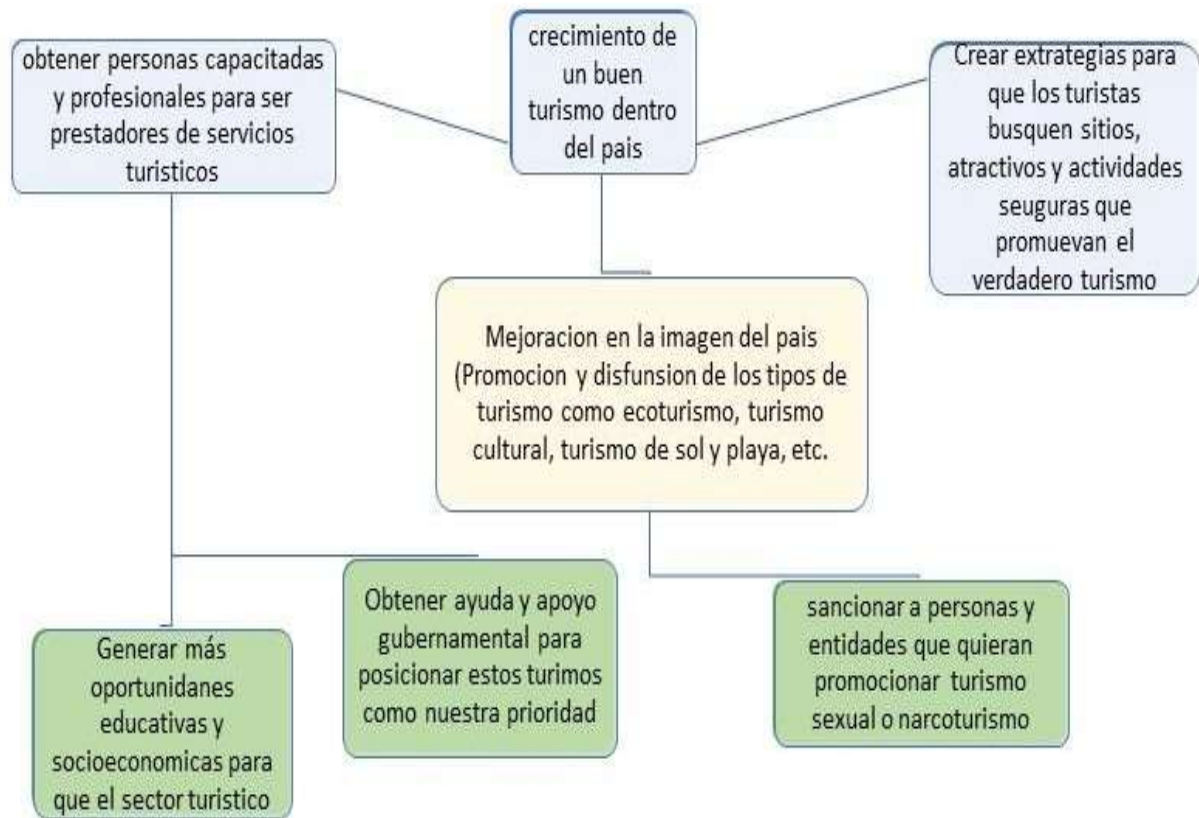 obtener personas capacitadas
y profesionales para ser
prestadores de servicios
turisticos
crecimiento de
un buen
turismo dentro
del pais
Crear extrategias para
que los turistas
busquen sitios,
atractivos y actividades
seuguras que
promuevan el
verdadero turismo
Mejoracion en la imagen del pais
(Promocion y disfunsion de los tipos de
turismo como ecoturismo, turismo
cultural, turismo de sol y playa, etc.
Generar más
oportunidanes
educativas y
socioeconomicas para
que el sector turistico
Obtener ayuda y apoyo
gubernamental para
posicionar estos turimos
como nuestra prioridad
sancionar a personas y
entidades que quieran
promocionar turismo
sexual o narcoturismo